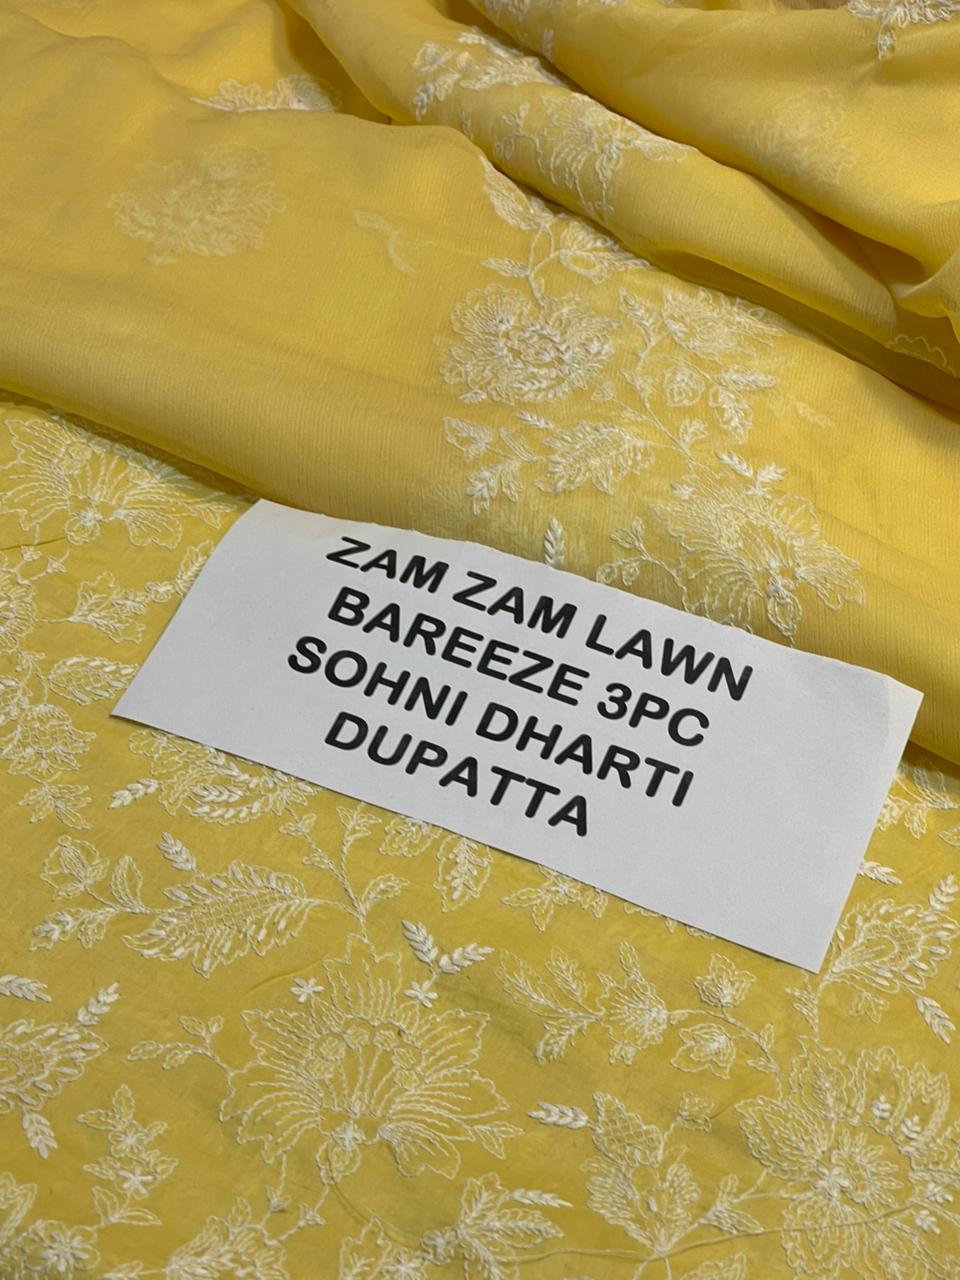 ZAM ZAM LAWN
BAREEZE 3PC
SOHNI DHARTI
DUPATTA